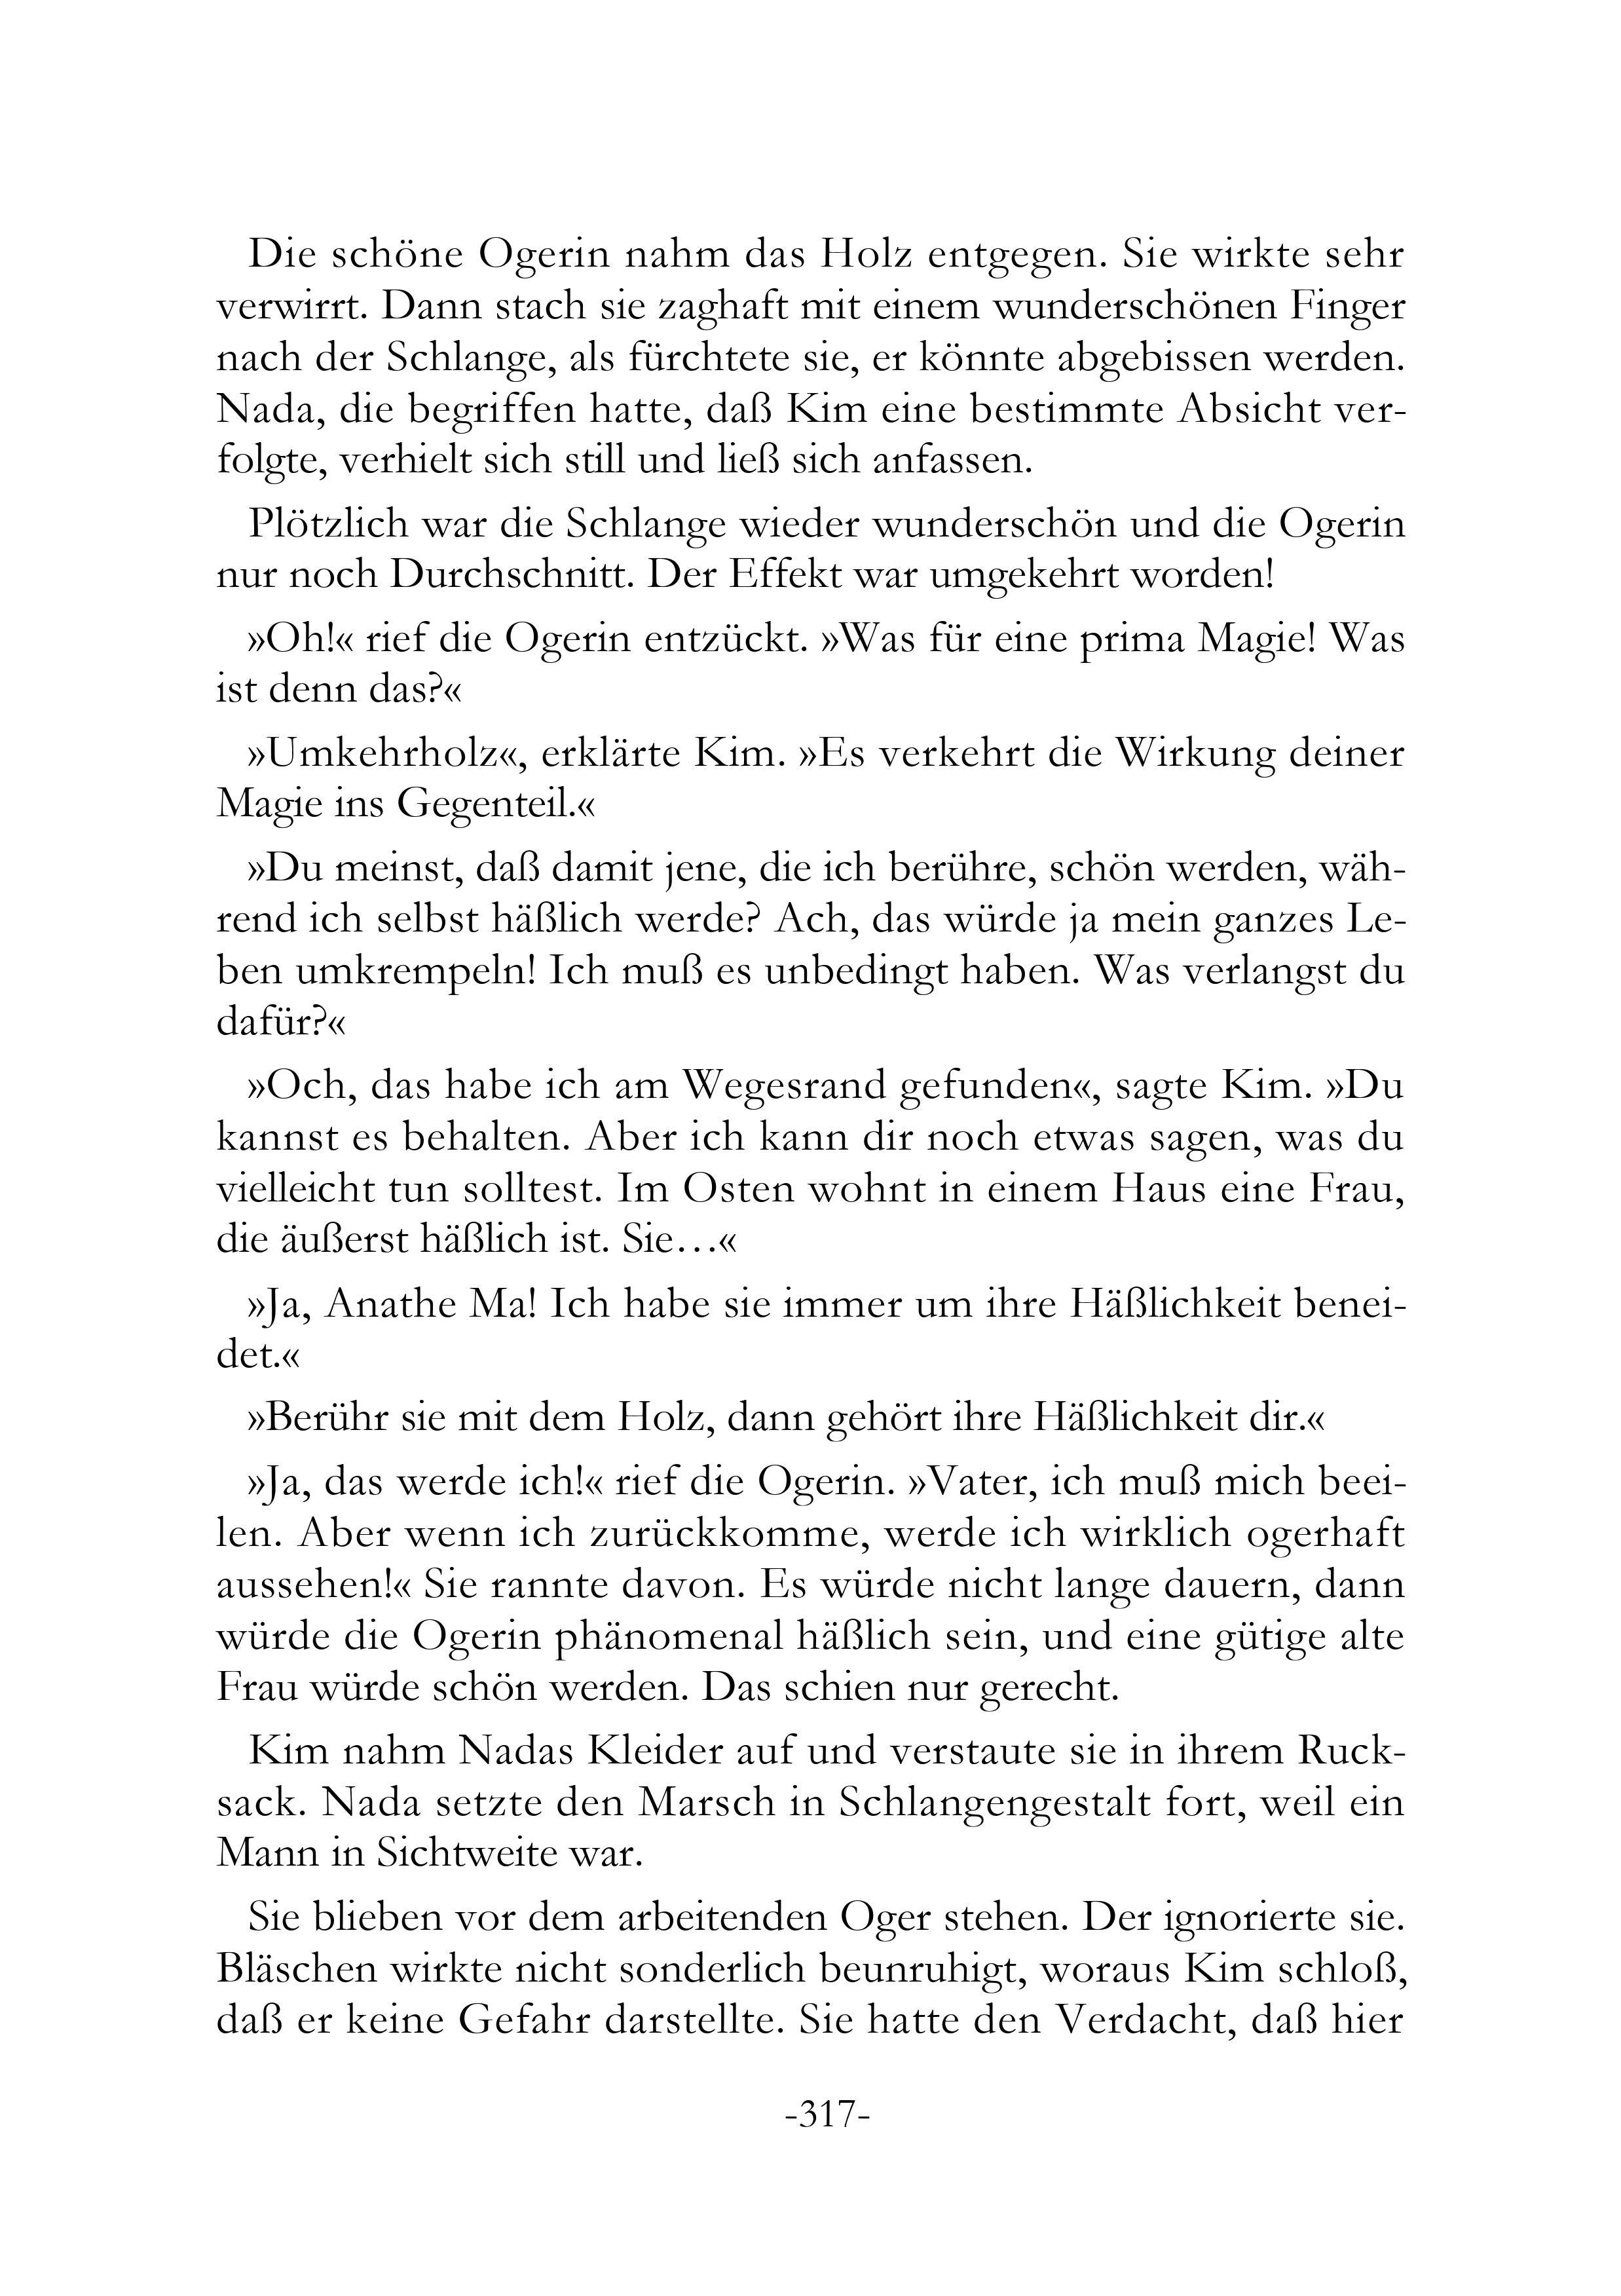 Die schöne Ogerin nahm das Holz entgegen. Sie wirkte sehr
verwirrt. Dann stach sie zaghaft mit einem wunderschönen Finger
nach der Schlange, als fürchtete sie, er könnte abgebissen werden.
Nada, die begriffen hatte, daß Kim eine bestimmte Absicht ver-
folgte, verhielt sich still und ließ sich anfassen.
Plötzlich war die Schlange wieder wunderschön und die Ogerin
nur noch Durchschnitt. Der Effekt war umgekehrt worden!
»Oh!« rief die Ogerin entzückt. »Was für eine prima Magie! Was
ist denn das?«
»Umkehrholz«, erklärte Kim. »Es verkehrt die Wirkung deiner
Magie ins Gegenteil.«
»Du meinst, daß damit jene, die ich berühre, schön werden, wäh-
rend ich selbst häßlich werde? Ach, das würde ja mein ganzes Le-
ben umkrempeln! Ich muß es unbedingt haben. Was verlangst du
dafür?«
»Och, das habe ich am Wegesrand gefunden«, sagte Kim. »Du
kannst es behalten. Aber ich kann dir noch etwas sagen, was du
vielleicht tun solltest. Im Osten wohnt in einem Haus eine Frau,
die äußerst häßlich ist. Sie…«
»Ja, Anathe Ma! Ich habe sie immer um ihre Häßlichkeit benei-
det.«
»Berühr sie mit dem Holz, dann gehört ihre Häßlichkeit dir.«
»Ja, das werde ich!« rief die Ogerin. »Vater, ich muß mich beei-
len. Aber wenn ich zurückkomme, werde ich wirklich ogerhaft
aussehen!« Sie rannte davon. Es würde nicht lange dauern, dann
würde die Ogerin phänomenal häßlich sein, und eine gütige alte
Frau würde schön werden. Das schien nur gerecht.
Kim nahm Nadas Kleider auf und verstaute sie in ihrem Ruck-
sack. Nada setzte den Marsch in Schlangengestalt fort, weil ein
Mann in Sichtweite war.
Sie blieben vor dem arbeitenden Oger stehen. Der ignorierte sie.
Bläschen wirkte nicht sonderlich beunruhigt, woraus Kim schloß,
daß er keine Gefahr darstellte. Sie hatte den Verdacht, daß hier
-317-